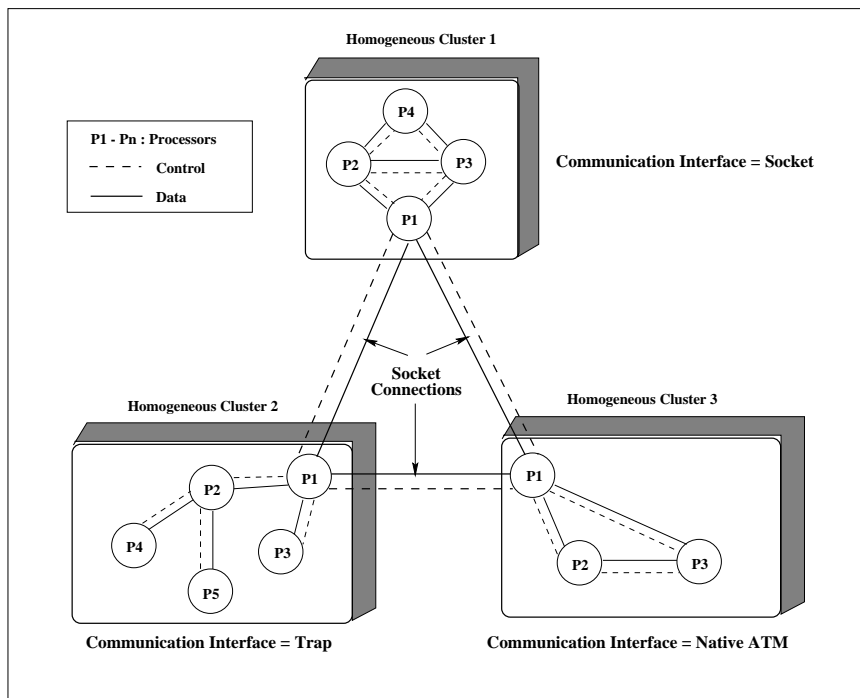 Homogeneous Cluster 1
P1 - Pn : Processors
Control
Data
P4
P2
P3
P1
Communication Interface = Socket
Socket
Connections
Homogeneous Cluster 2
P1
P2
P4
P3
P5
Communication Interface = Trap
Homogeneous Cluster 3
P1
P2
P3
Communication Interface = Native ATM